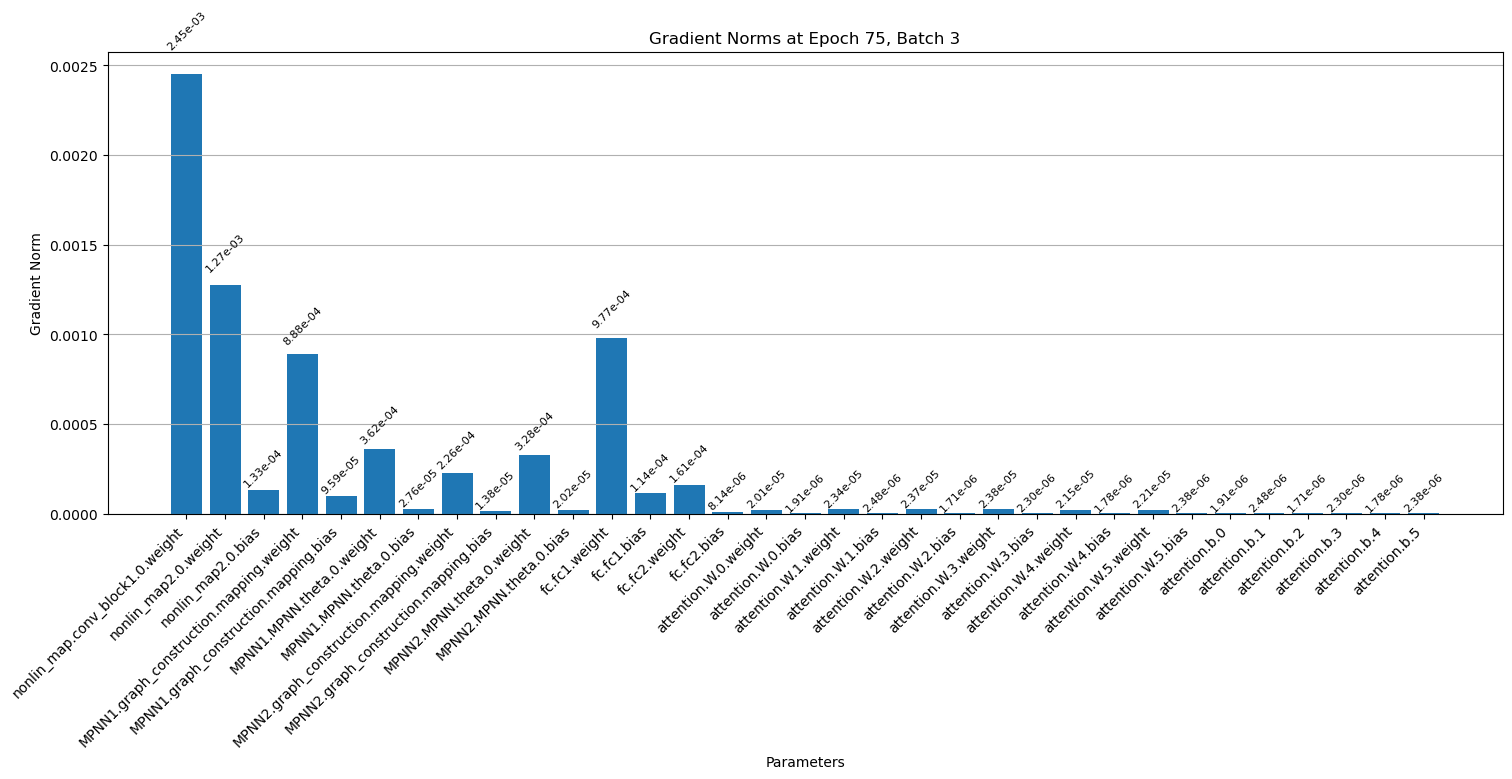 Gradient Norms at Epoch 75, Batch 3
Gradient Norm
0.0025
0.0020
0.0015
0.0010
0.0005
0.0000
2.45e-03
1.27e-03
1.33e-04
8.88e-04
9.59e-05
3.62e-04
2.76e-05
2.26e-04
1.38e-05
3.28e-04
2.02e-05
9.77e-04
1.14e-04
1.61e-04
8.14e-06
2.01e-05
1.91e-06
2.34e-05
2.48e-06
2.37e-05
1.71e-06
2.38e-05
2.30e-06
2.15e-05
1.78e-06
2.21e-05
2.38e-06
1.91e-06
2.48e-06
1.71e-06
2.30e-06
1.78e-06
2.38e-06
nonlin_map.conv_block1.0.weight
nonlin_map2.0.weight
nonlin_map2.0.bias
MPNN1.graph_construction.mapping.weight
MPNN1.graph_construction.mapping.bias
MPNN1.MPNN.theta.0.weight
MPNN1.MPNN.theta.0.bias
MPNN2.graph_construction.mapping.weight
MPNN2.graph_construction.mapping.bias
MPNN2.MPNN.theta.0.weight
MPNN2.MPNN.theta.0.bias
fc.fc1.weight
fc.fc1.bias
fc.fc2.weight
fc.fc2.bias
attention.W.0.weight
attention.W.0.bias
attention.W.1.weight
attention.W.1.bias
attention.W.2.weight
attention.W.2.bias
attention.W.3.weight
attention.W.3.bias
attention.W.4.weight
attention.W.4.bias
attention.W.5.weight
attention.W.5.bias
attention.b.0
attention.b.1
attention.b.2
attention.b.3
attention.b.4
attention.b.5
Parameters